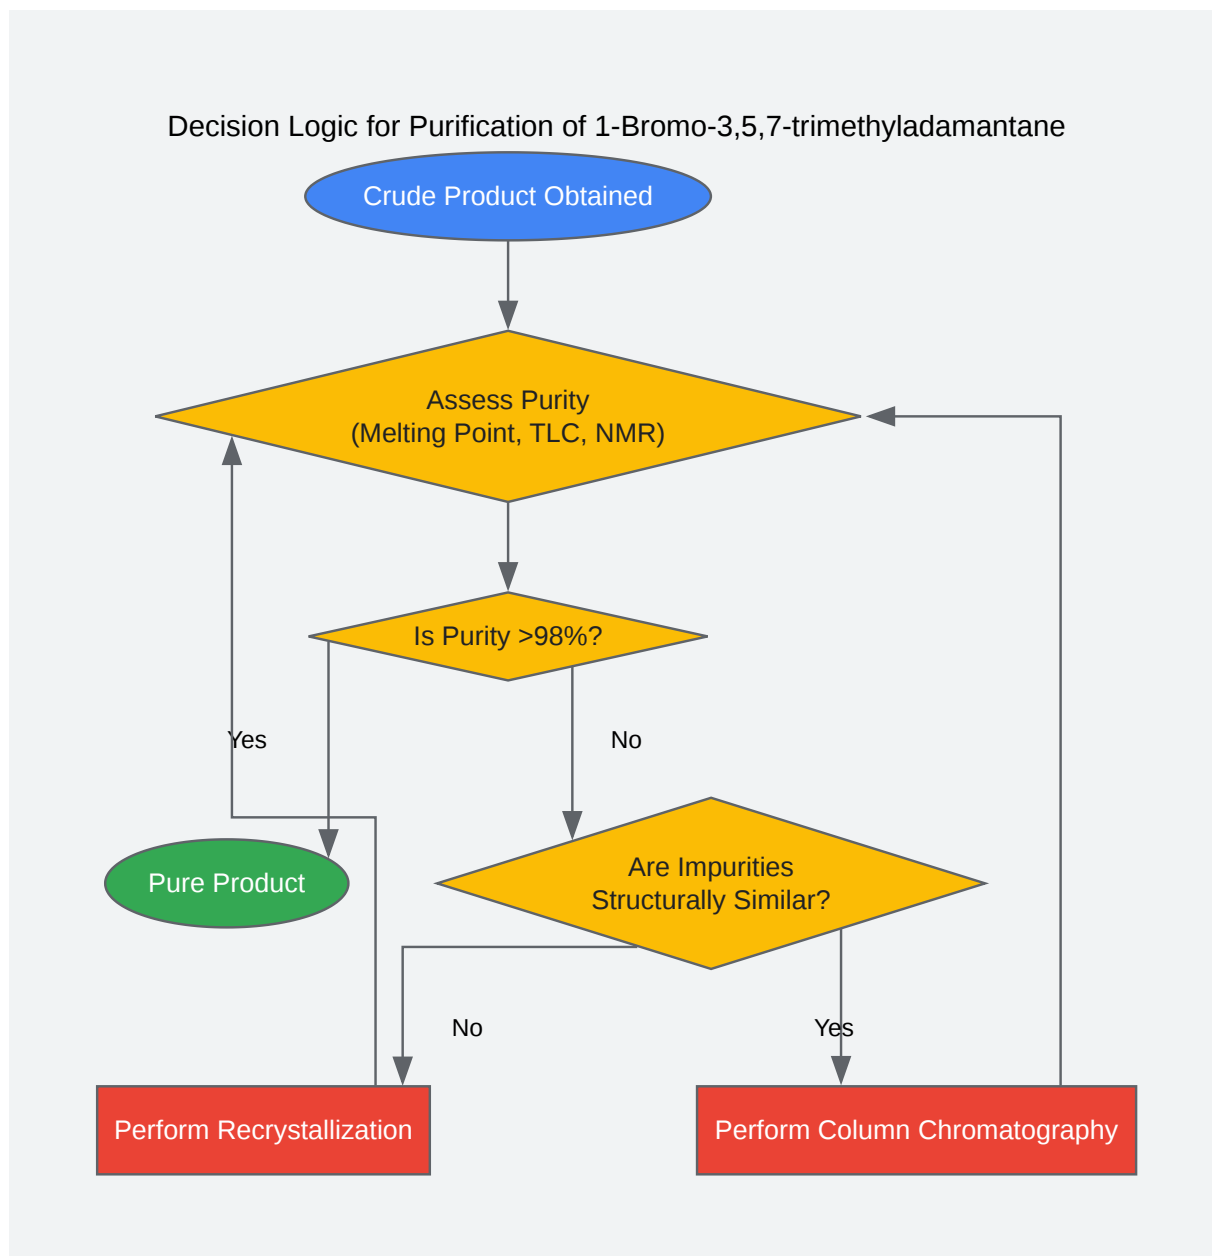 Decision Logic for Purification of 1-Bromo-3,5,7-trimethyladamantane
Crude Product Obtained
Assess Purity
(Melting Point, TLC, NMR)
Is Purity >98%?
Yes
No
Pure Product
Are Impurities
Structurally Similar?
No
Yes
Perform Recrystallization
Perform Column Chromatography